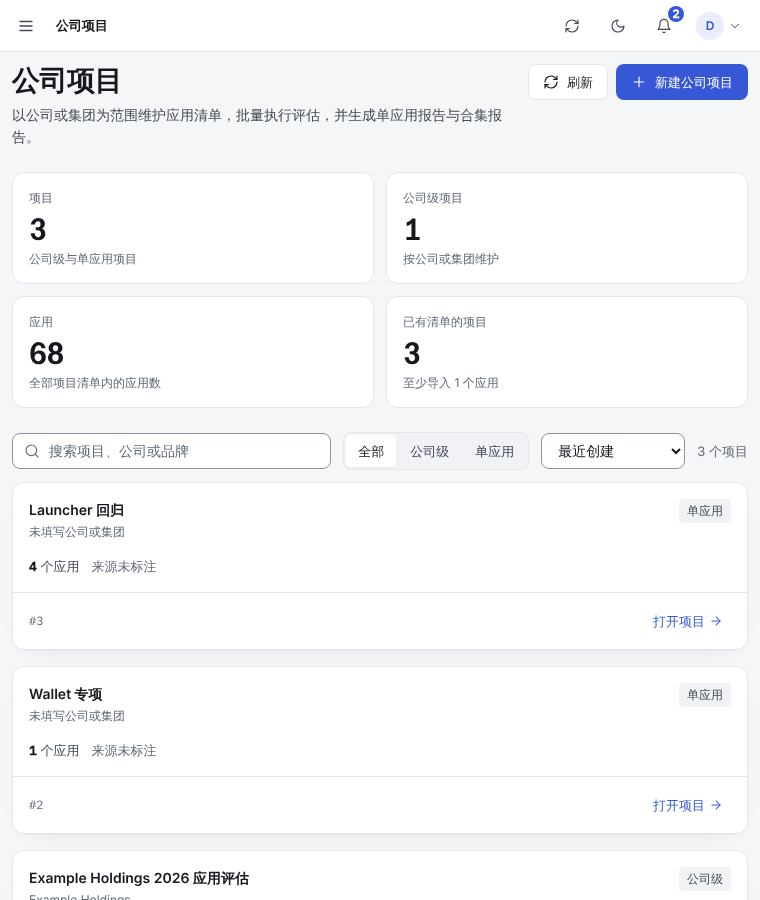 公司项目
2
D
公司项目
刷新
新建公司项目
以公司或集团为范围维护应用清单，批量执行评估，并生成单应用报告与合集报
告。
项目
3
公司级与单应用项目
公司级项目
1
按公司或集团维护
应用
68
全部项目清单内的应用数
已有清单的项目
3
至少导入 1 个应用
搜索项目、公司或品牌
全部
公司级
单应用
最近创建
3 个项目
Launcher 回归
单应用
未填写公司或集团
4 个应用 来源未标注
#3
打开项目
Wallet 专项
单应用
未填写公司或集团
1 个应用 来源未标注
#2
打开项目
Example Holdings 2026 应用评估
公司级
Example Holdings